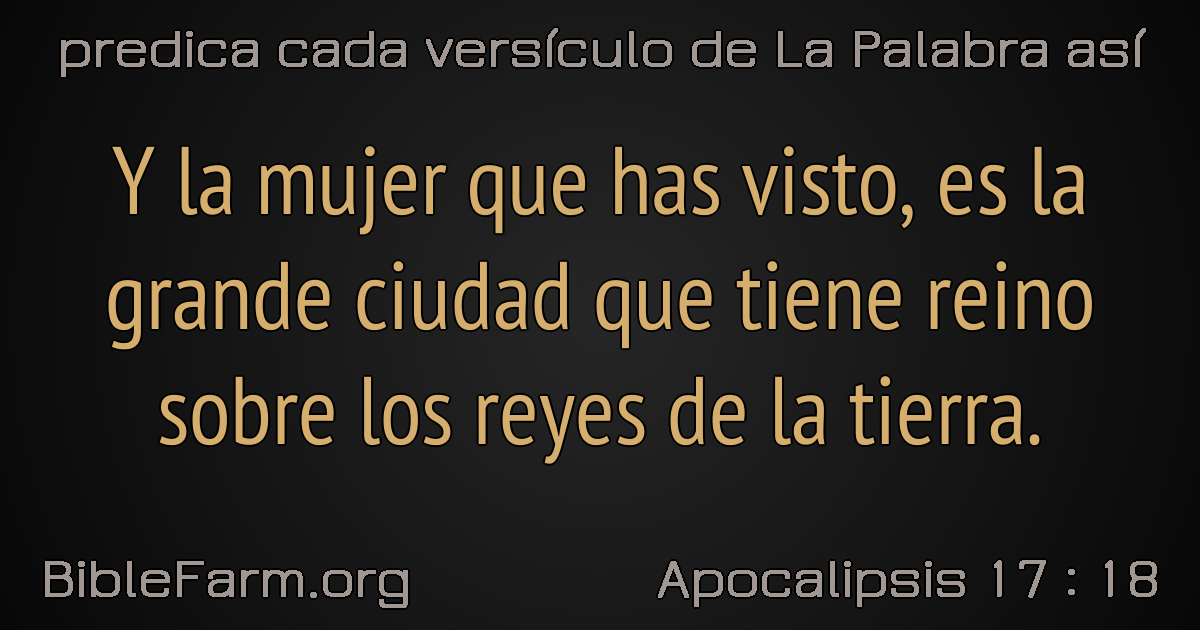 predica cada versículo de La Palabra así
Y la mujer que has visto, es la
grande ciudad que tiene reino
sobre los reyes de la tierra.
BibleFarm.org
Apocalipsis 17 : 18